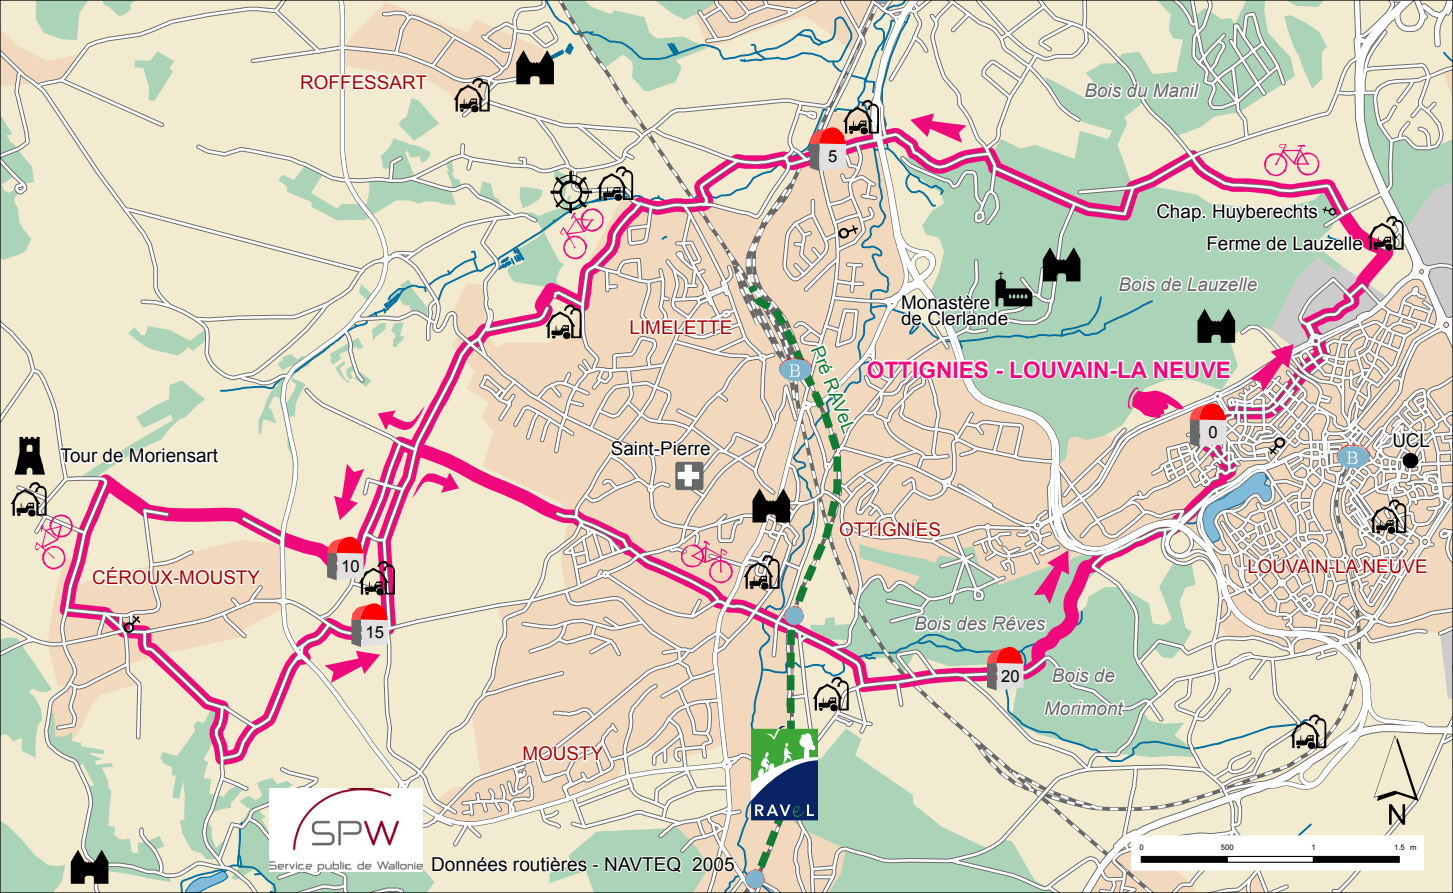 ROFFESSART
Bois du Manil
5
Chap. Huyberechts
Ferme de Lauzelle
Bois de Lauzelle
Monastère
de Clerlande
LIMELETTE
Pré RAVeL
B
OTTIGNIES - LOUVAIN-LA NEUVE
0
UCL
B
Saint-Pierre
Tour de Moriensart
OTTIGNIES
10
LOUVAIN-LA NEUVE
CÉROUX-MOUSTY
15
Bois des Rêves
20
Bois de
Morimont
MOUSTY
RAVeL
SPW
Service public de Wallonie
Données routières - NAVTEQ 2005
N
0 500 1 1.5 m